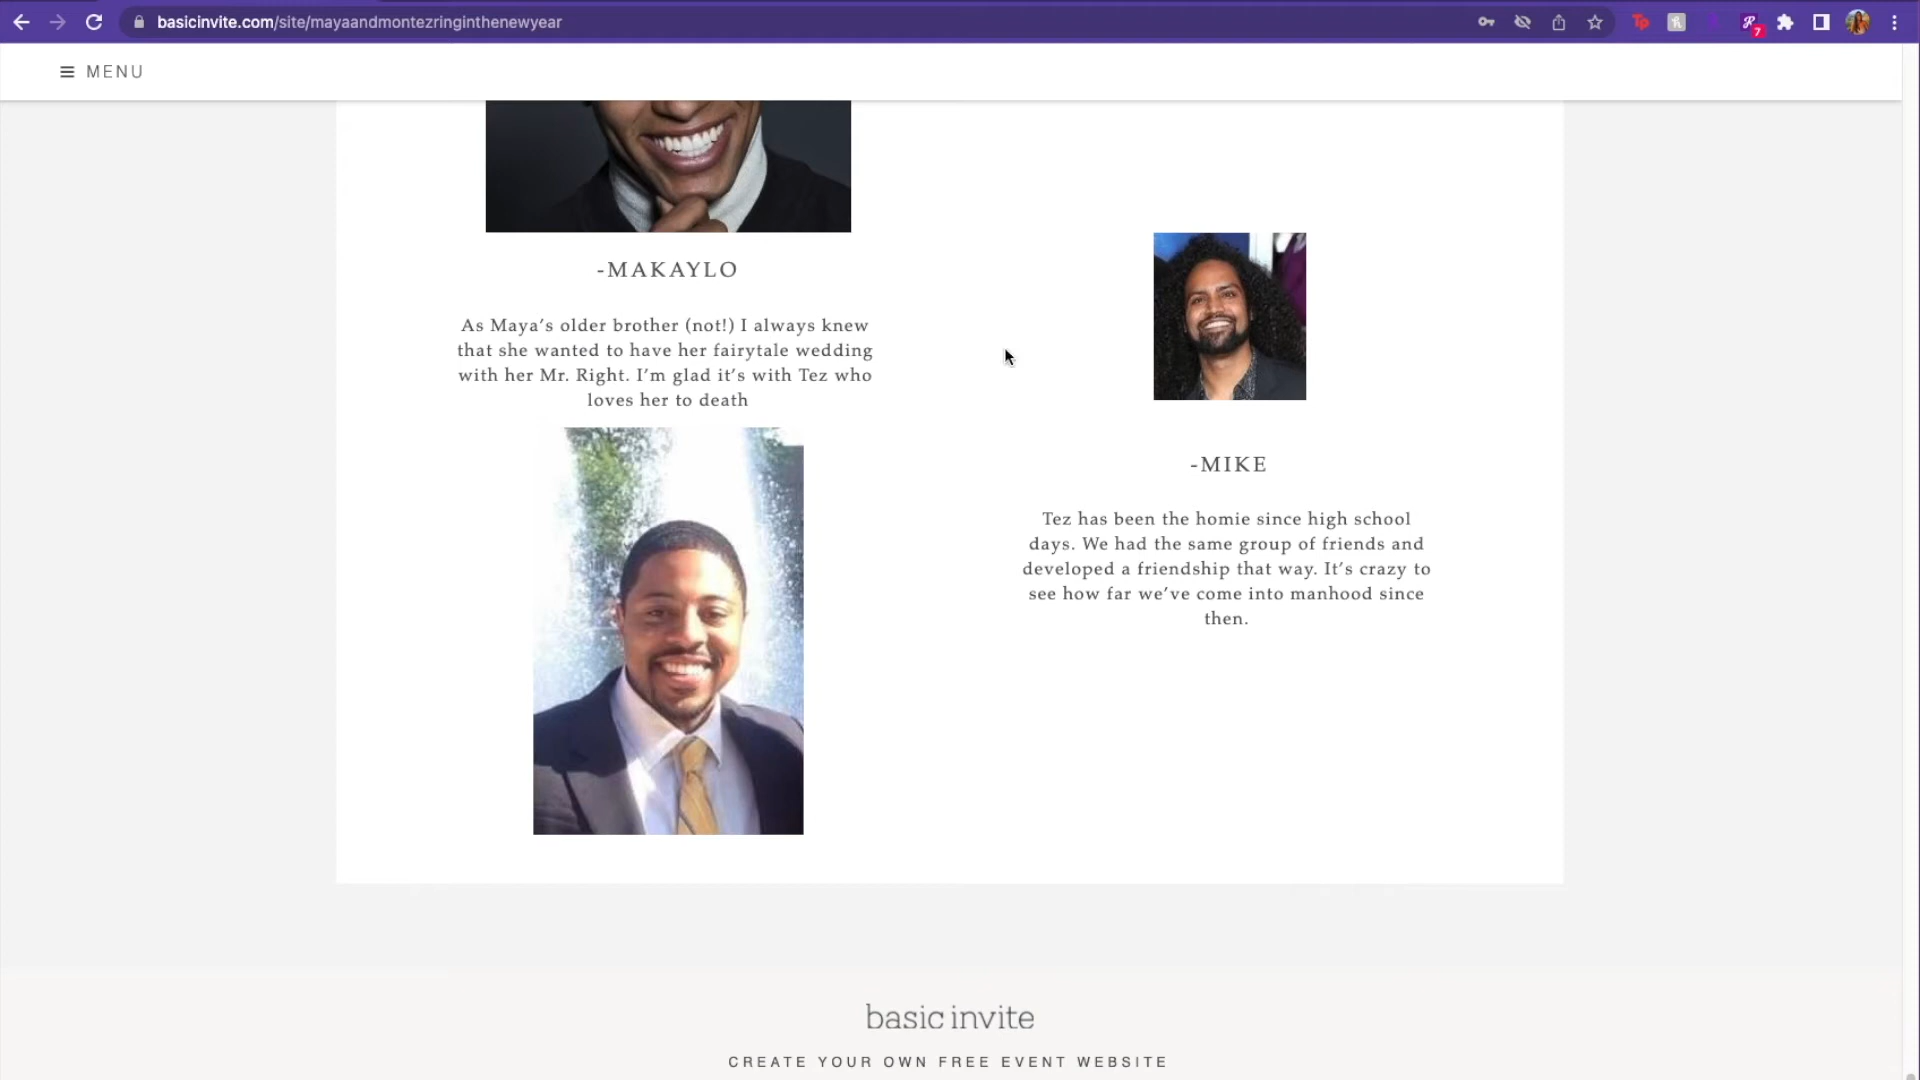 basicinvite.com/site/mayaandmontezringinthenewyear
7
MENU
-MAKAYLO
As Maya’s older brother (not!) I always knew
that she wanted to have her fairytale wedding
with her Mr. Right. I’m glad it’s with Tez who
loves her to death
-MIKE
Tez has been the homie since high school
days. We had the same group of friends and
developed a friendship that way. It’s crazy to
see how far we’ve come into manhood since
then.
basic invite
CREATE YOUR OWN FREE EVENT WEBSITE